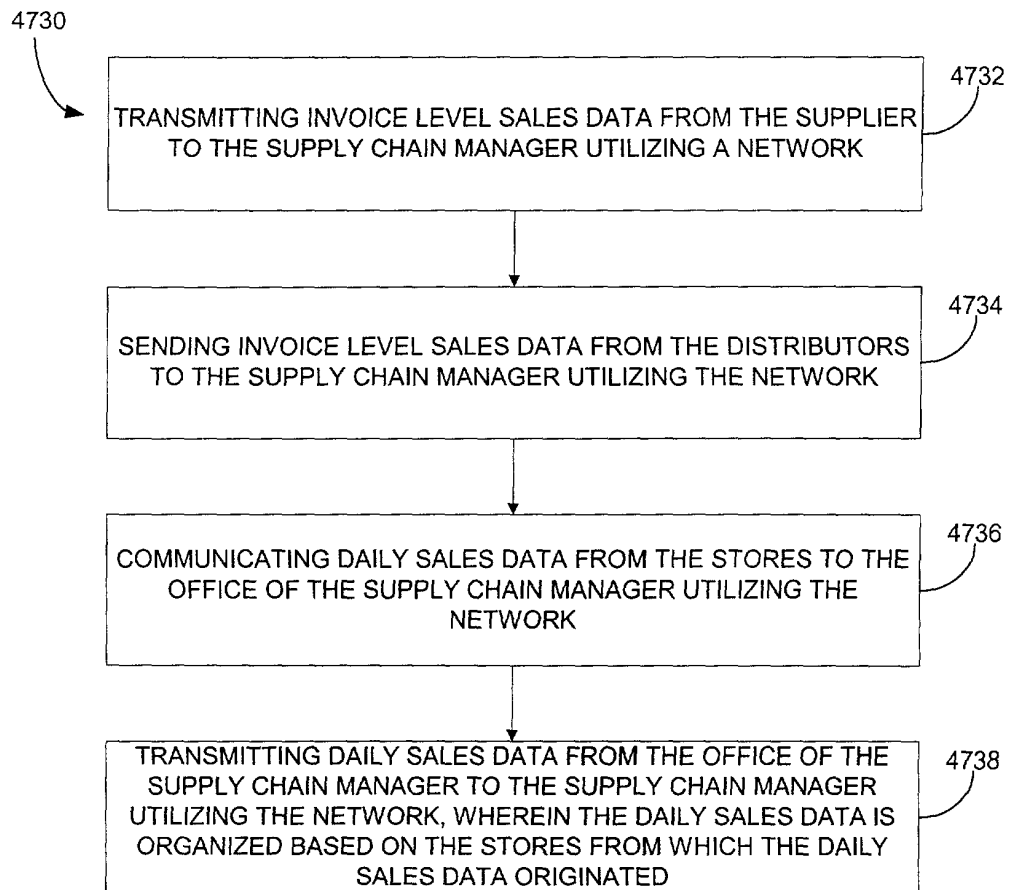 4730
4732
TRANSMITTING INVOICE LEVEL SALES DATA FROM THE SUPPLIER
TO THE SUPPLY CHAIN MANAGER UTILIZING A NETWORK
4734
SENDING INVOICE LEVEL SALES DATA FROM THE DISTRIBUTORS
TO THE SUPPLY CHAIN MANAGER UTILIZING THE NETWORK
4736
COMMUNICATING DAILY SALES DATA FROM THE STORES TO THE
OFFICE OF THE SUPPLY CHAIN MANAGER UTILIZING THE
NETWORK
4738
TRANSMITTING DAILY SALES DATA FROM THE OFFICE OF THE
SUPPLY CHAIN MANAGER TO THE SUPPLY CHAIN MANAGER
UTILIZING THE NETWORK, WHEREIN THE DAILY SALES DATA IS
ORGANIZED BASED ON THE STORES FROM WHICH THE DAILY
SALES DATA ORIGINATED